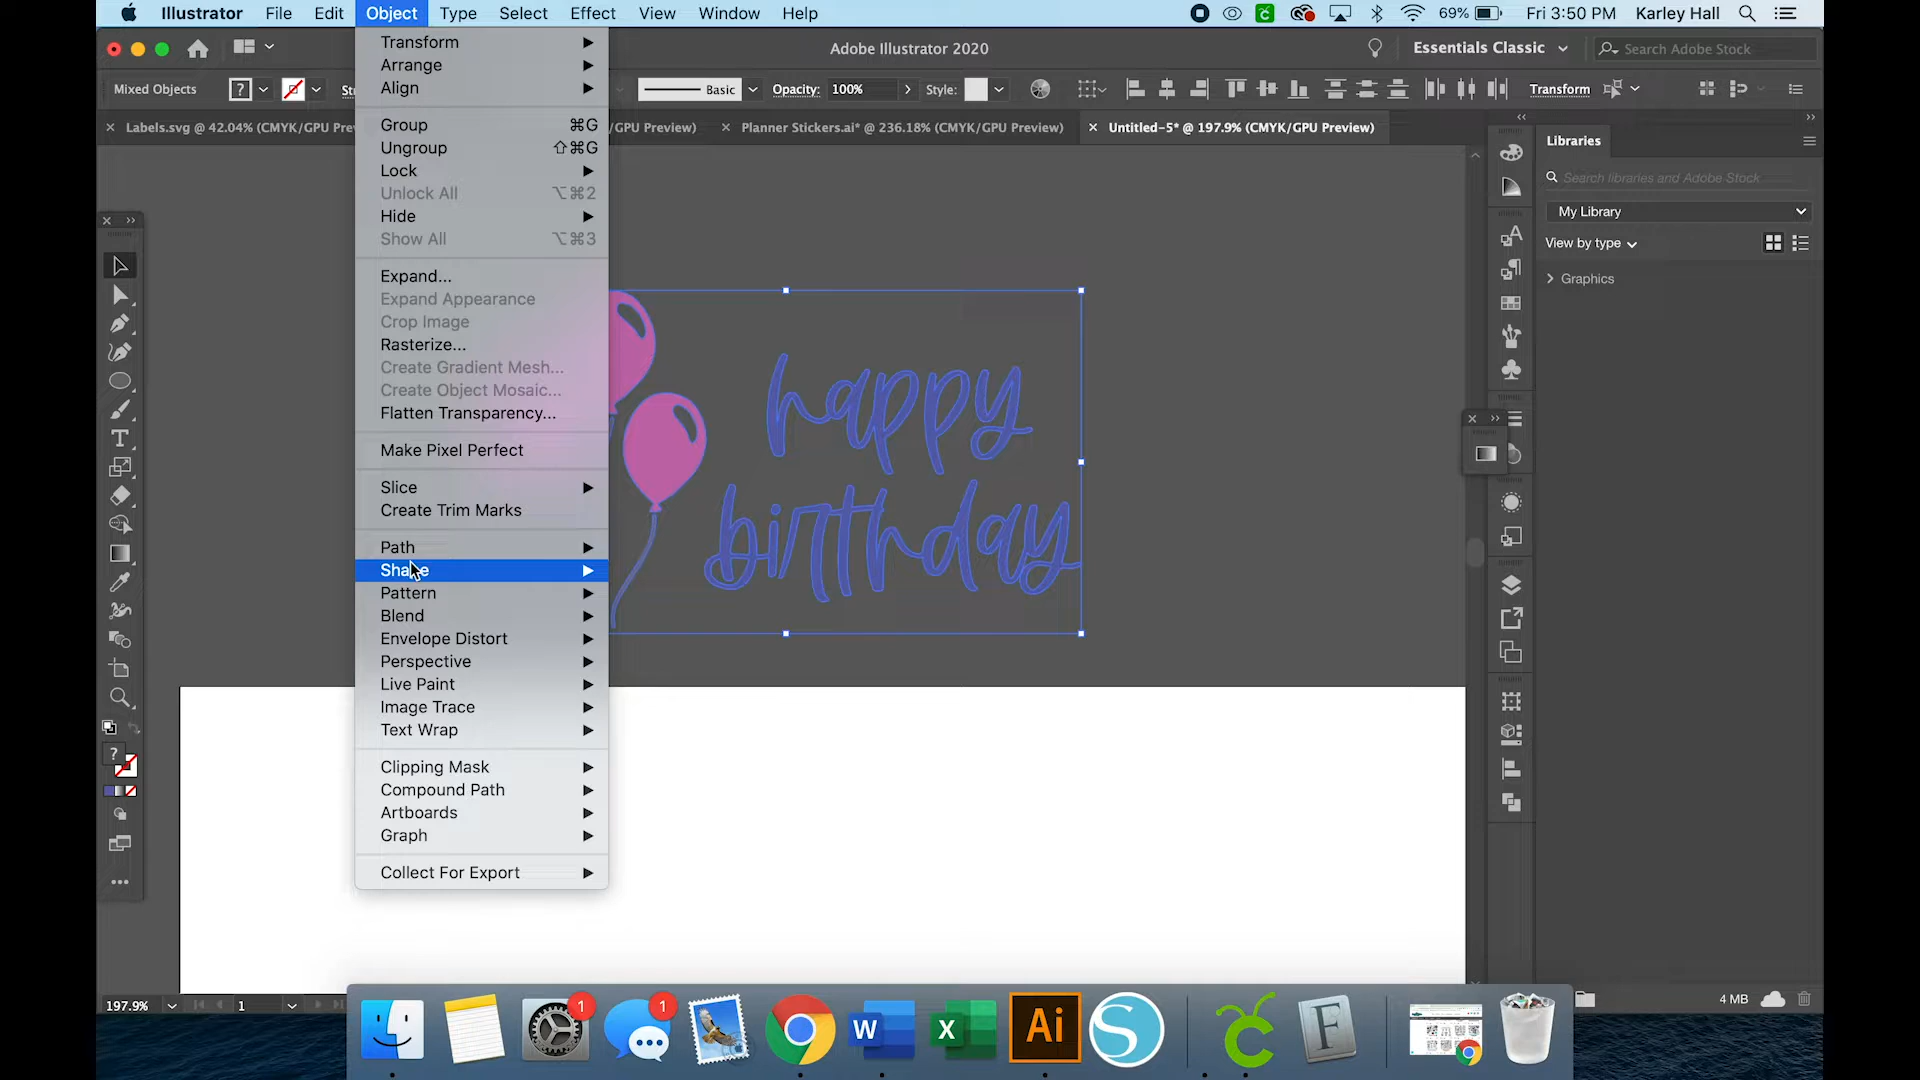 Illustrator File Edit Object Type Select Effect View Window Help
69% Fri 3:50 PM Karley Hall
Adobe Illustrator 2020
Essentials Classic
Search Adobe Stock
Mixed Objects
?
Basic
Opacity: 100%
Style:
Transform
Labels.svg @ 42.04% (CMYK/GPU Pre
/GPU Preview)
Planner Stickers.ai* @ 236.18% (CMYK/GPU Preview)
Untitled-5* @ 197.9% (CMYK/GPU Preview)
Transform
Arrange
Align
Group ⌘G
Ungroup ⇧⌘G
Lock
Unlock All ⌥⌘2
Hide
Show All ⌥⌘3
Expand...
Expand Appearance
Crop Image
Rasterize...
Create Gradient Mesh...
Create Object Mosaic...
Flatten Transparency...
Make Pixel Perfect
Slice
Create Trim Marks
Path
Shape
Pattern
Blend
Envelope Distort
Perspective
Live Paint
Image Trace
Text Wrap
Clipping Mask
Compound Path
Artboards
Graph
Collect For Export
happy
birthday
Libraries
Search libraries and Adobe Stock
My Library
View by type
Graphics
?
197.9%
1
4 MB
1
1
W
X
Ai
S
F